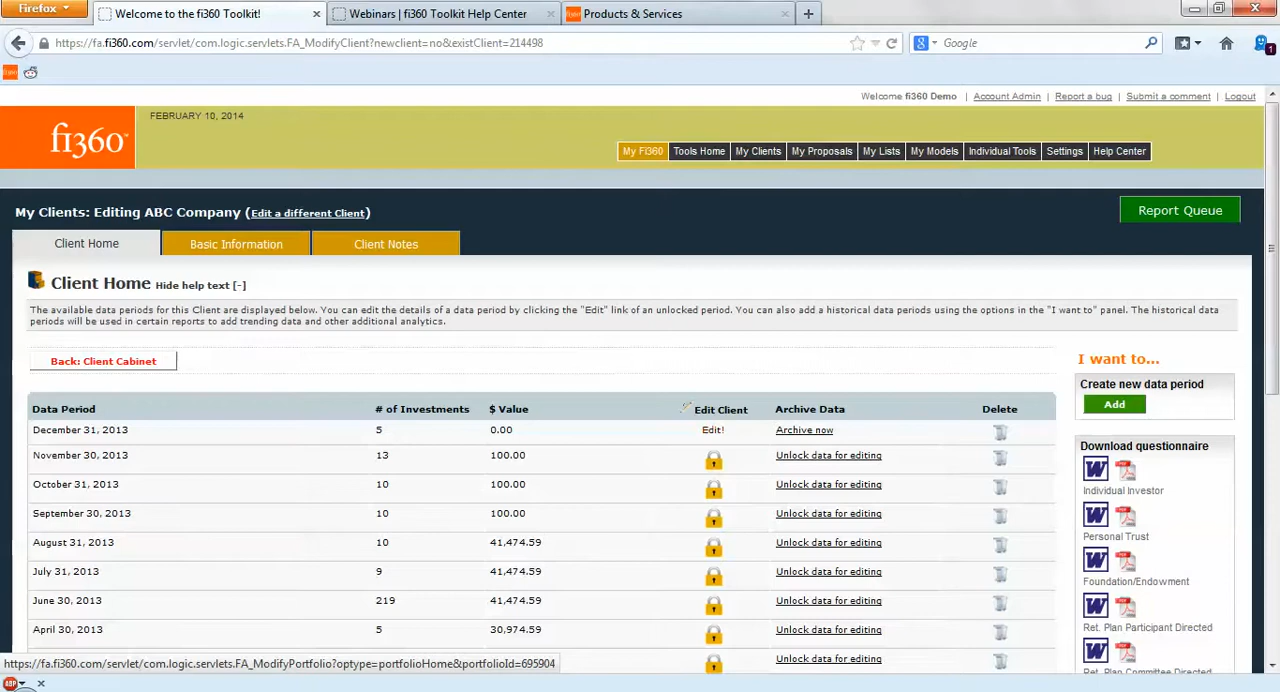 Firefox
Welcome to the fi360 Toolkit!
Webinars | fi360 Toolkit Help Center
fi360
Products & Services
https://fa.fi360.com/servlet/com.logic.servlets.FA_ModifyClient?newclient=no&existClient=214498
Google
1
Welcome fi360 Demo | Account Admin | Report a bug | Submit a comment | Logout
fi360
FEBRUARY 10, 2014
My Fi360
Tools Home
My Clients
My Proposals
My Lists
My Models
Individual Tools
Settings
Help Center
My Clients: Editing ABC Company (Edit a different Client)
Report Queue
Client Home
Basic Information
Client Notes
Client Home Hide help text [-]
The available data periods for this Client are displayed below. You can edit the details of a data period by clicking the "Edit" link of an unlocked period. You can also add a historical data periods using the options in the "I want to" panel. The historical data
periods will be used in certain reports to add trending data and other additional analytics.
Back: Client Cabinet
Data Period # of Investments $ Value Edit Client Archive Data Delete
December 31, 2013 5 0.00 Edit! Archive now
November 30, 2013 13 100.00 Unlock data for editing
October 31, 2013 10 100.00 Unlock data for editing
September 30, 2013 10 100.00 Unlock data for editing
August 31, 2013 10 41,474.59 Unlock data for editing
July 31, 2013 9 41,474.59 Unlock data for editing
June 30, 2013 219 41,474.59 Unlock data for editing
April 30, 2013 5 30,974.59 Unlock data for editing
Unlock data for editing
I want to...
Create new data period
Add
Download questionnaire
W
Individual Investor
W
Personal Trust
W
Foundation/Endowment
W
Ret. Plan Participant Directed
W
Ret. Plan Committee Directed
https://fa.fi360.com/servlet/com.logic.servlets.FA_ModifyPortfolio?optype=portfolioHome&portfolioId=695904
ABP